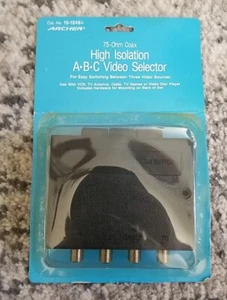 Cat. No. 15-1249
ARCHER
75-Ohm Coax
High Isolation
A•B•C Video Selector
For Easy Switching Between Three Video Sources
Use With VCR, TV Antenna, Cable, TV Games or Video Disc Player
Includes Hardware for Mounting on Back of Set